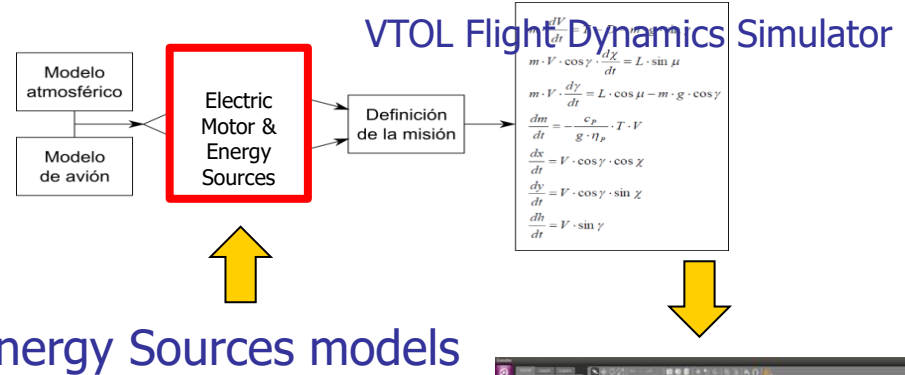 VTOL Flight Dynamics Simulator
Modelo
atmosférico
Modelo
de avión
Electric
Motor &
Energy
Sources
Definición
de la misión
m · V · cos γ · dχ/dt = L · sin μ
m · V · dγ/dt = L · cos μ − m · g · cos γ
dm/dt = − c_P/(g · η_P) · T · V
dx/dt = V · cos γ · cos χ
dy/dt = V · cos γ · sin χ
dh/dt = V · sin γ
nergy Sources models